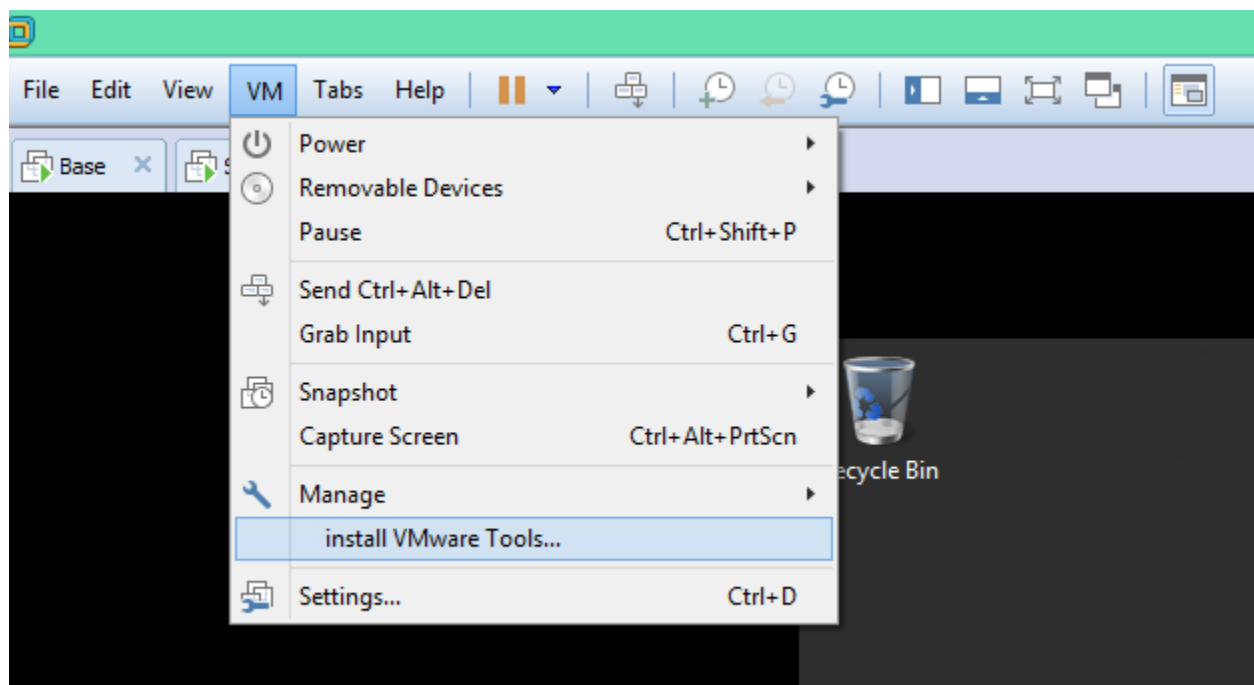 File Edit View VM Tabs Help
Base
Power
Removable Devices
Pause Ctrl+Shift+P
Send Ctrl+Alt+Del
Grab Input Ctrl+G
Snapshot
Capture Screen Ctrl+Alt+PrtScn
ecycle Bin
Manage
install VMware Tools...
Settings... Ctrl+D